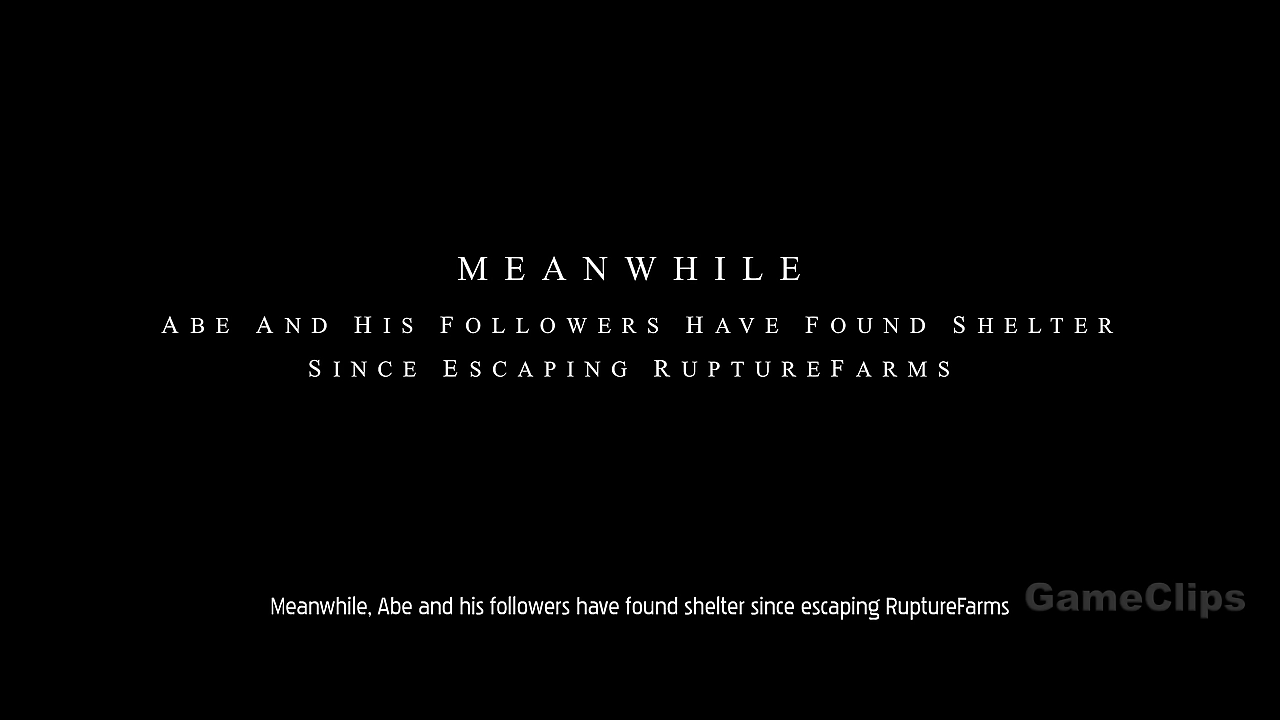 MEANWHILE
ABE AND HIS FOLLOWERS HAVE FOUND SHELTER
SINCE ESCAPING RUPTUREFARMS
Meanwhile, Abe and his followers have found shelter since escaping RuptureFarms
GameClips